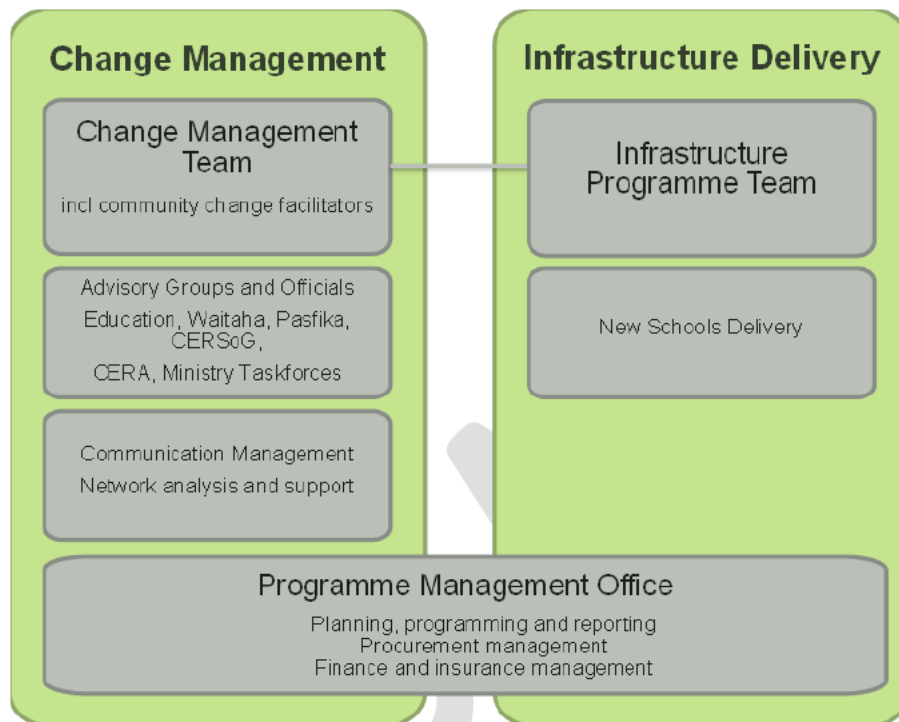 Change Management
Change Management
Team
incl community change facilitators
Advisory Groups and Officials
Education, Waitaha, Pasfika,
CERSoG,
CERA, Ministry Taskforces
Communication Management
Network analysis and support
Infrastructure Delivery
Infrastructure
Programme Team
New Schools Delivery
Programme Management Office
Planning, programming and reporting
Procurement management
Finance and insurance management